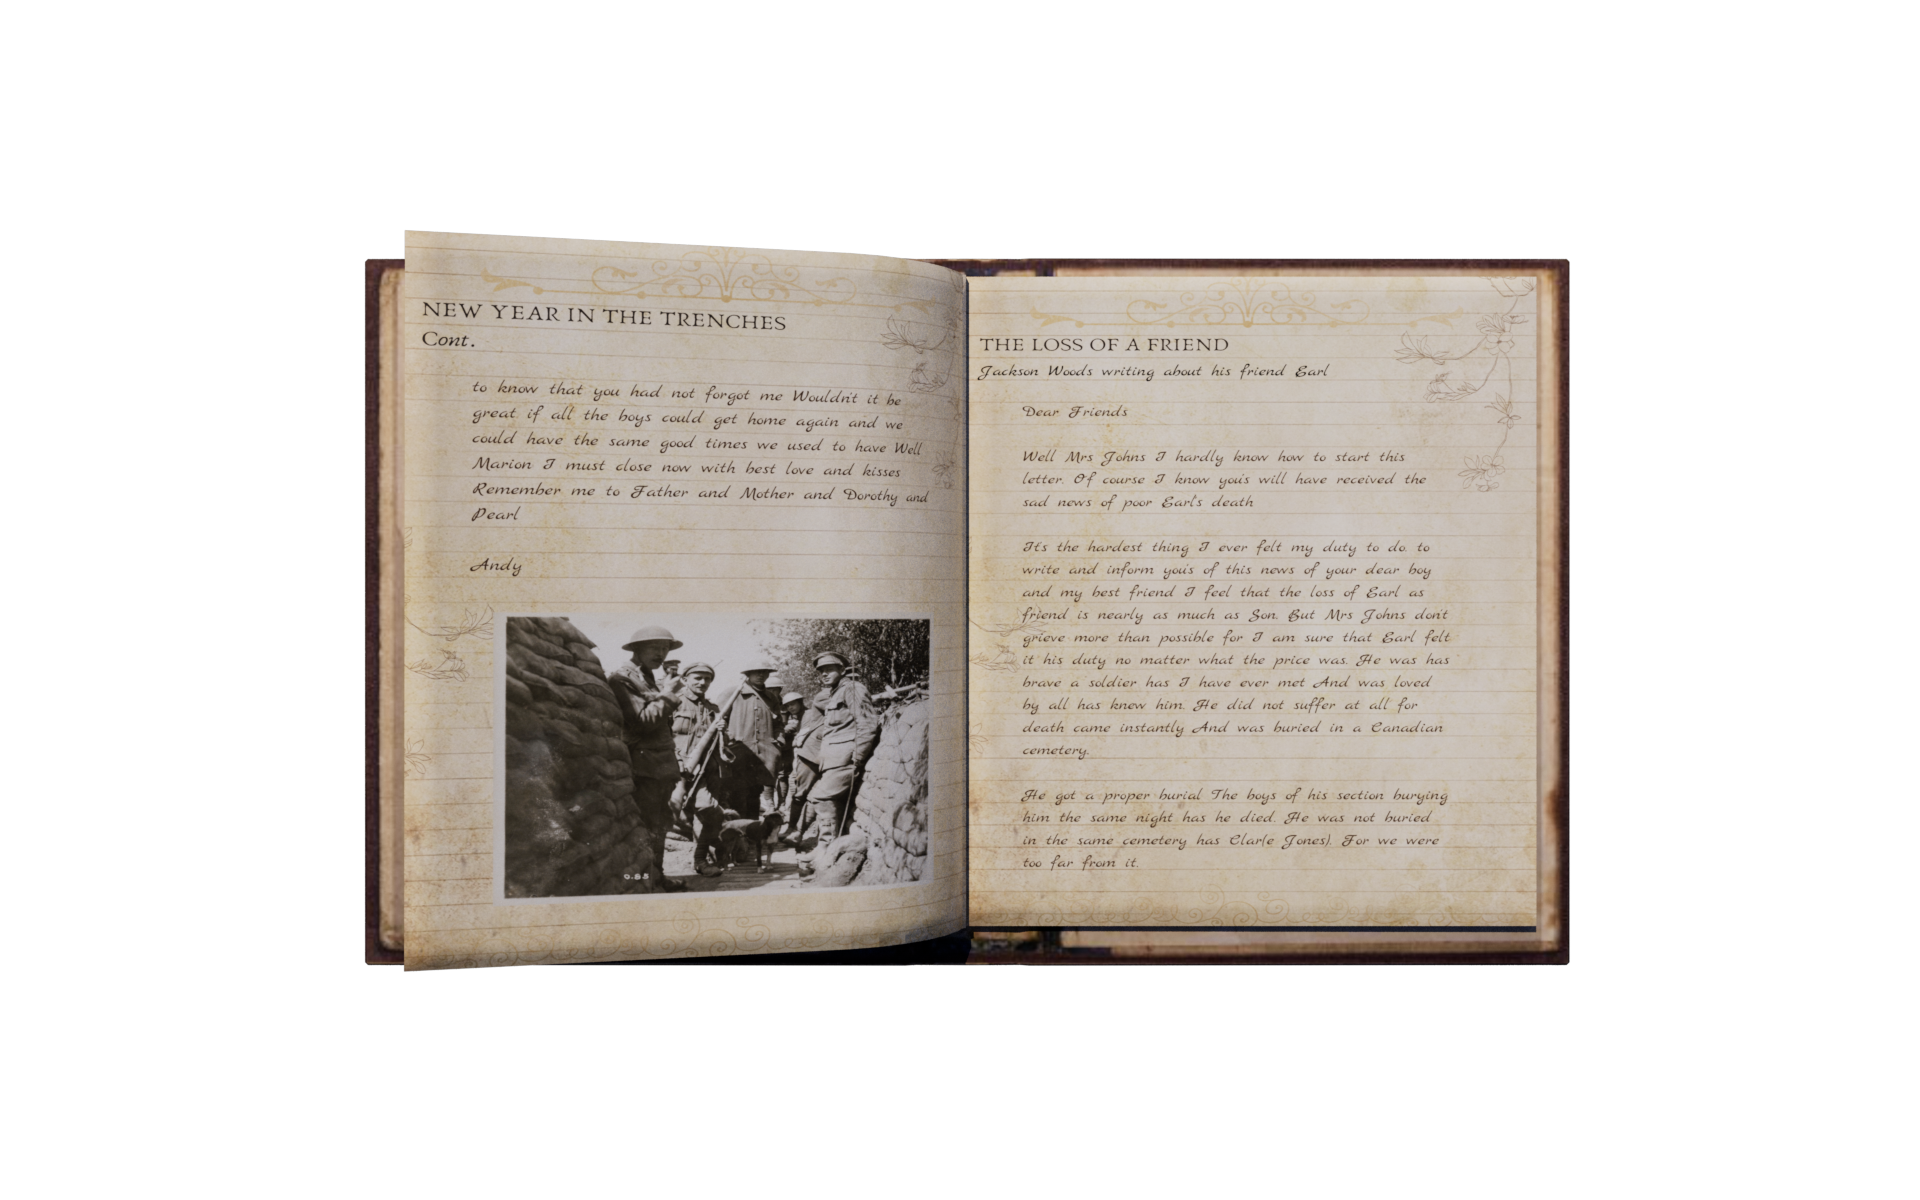 NEW YEAR IN THE TRENCHES
Cont.
to know that you had not forgot me Wouldn't it be
great if all the boys could get home again and we
could have the same good times we used to have Well
Marion I must close now with best love and kisses
Remember me to Father and Mother and Dorothy and
Pearl
Andy
0.85
THE LOSS OF A FRIEND
Jackson Woods writing about his friend Earl
Dear Friends
Well Mrs Johns I hardly know how to start this
letter. Of course I know you's will have received the
sad news of poor Earl's death
It's the hardest thing I ever felt my duty to do. to
write and inform you's of this news of your dear boy
and my best friend I feel that the loss of Earl as
friend is nearly as much as Son. But Mrs Johns don't
grieve more than possible for I am sure that Earl felt
it his duty no matter what the price was. He was has
brave a soldier has I have ever met And was loved
by all has knew him. He did not suffer at all for
death came instantly And was buried in a Canadian
cemetery.
He got a proper burial The boys of his section burying
him the same night has he died. He was not buried
in the same cemetery has Clar(e Jones). For we were
too far from it.